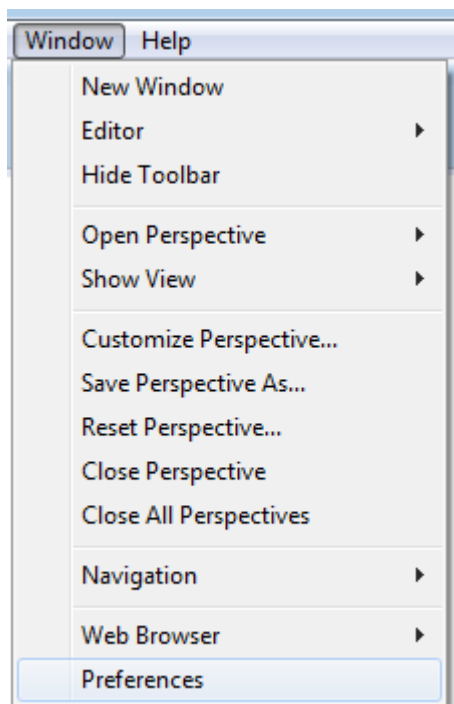 Window Help
New Window
Editor
Hide Toolbar
Open Perspective
Show View
Customize Perspective...
Save Perspective As...
Reset Perspective...
Close Perspective
Close All Perspectives
Navigation
Web Browser
Preferences